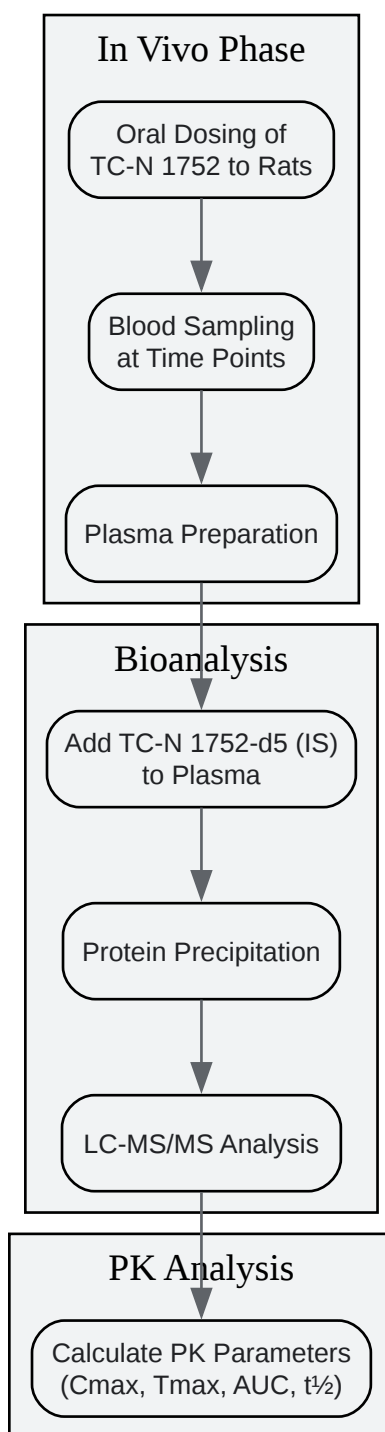 In Vivo Phase
Oral Dosing of
TC-N 1752 to Rats
Blood Sampling
at Time Points
Plasma Preparation
Bioanalysis
Add TC-N 1752-d5 (IS)
to Plasma
Protein Precipitation
LC-MS/MS Analysis
PK Analysis
Calculate PK Parameters
(Cmax, Tmax, AUC, t½)